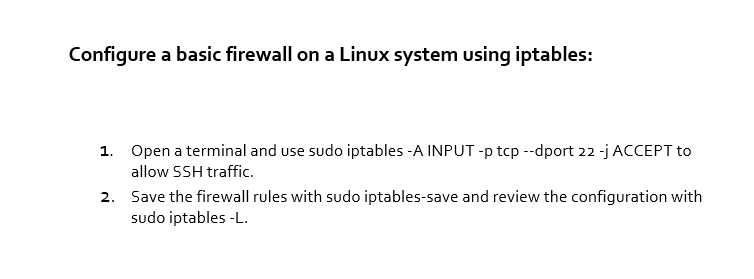 Configure a basic firewall on a Linux system using iptables:
1. Open a terminal and use sudo iptables -A INPUT -p tcp --dport 22 -j ACCEPT to
allow SSH traffic.
2. Save the firewall rules with sudo iptables-save and review the configuration with
sudo iptables -L.